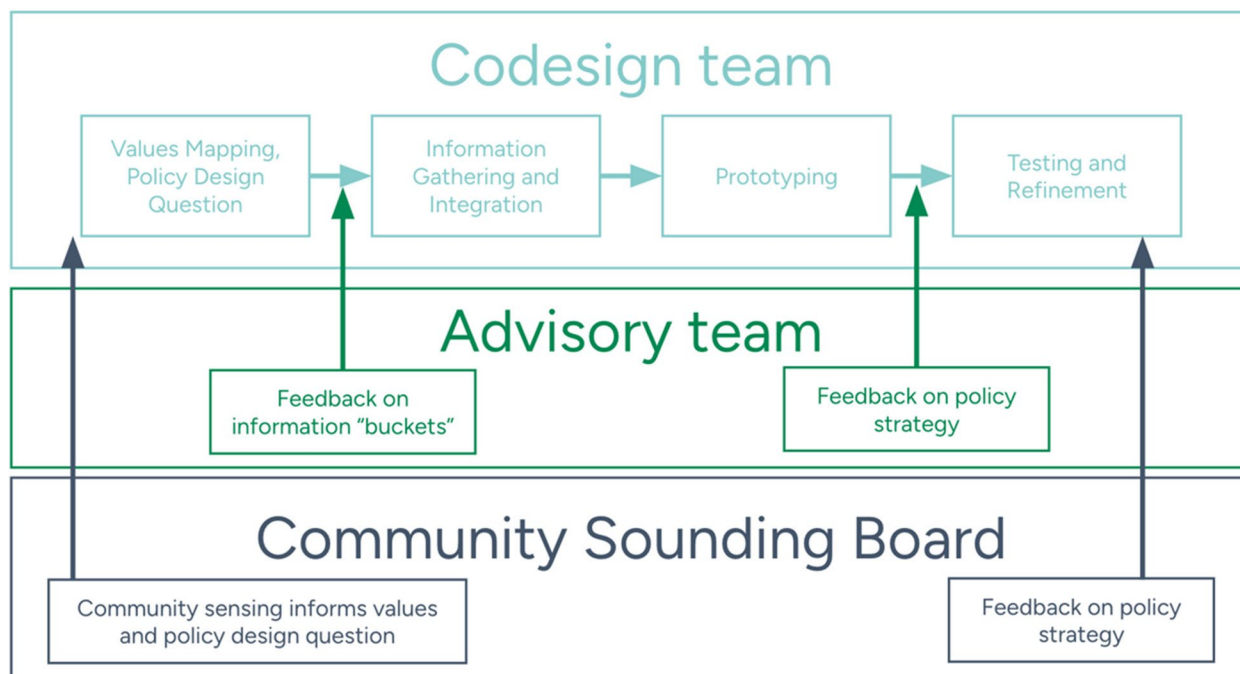 Codesign team
Values Mapping,
Policy Design
Question
Information
Gathering and
Integration
Prototyping
Testing and
Refinement
Advisory team
Feedback on
information “buckets”
Feedback on policy
strategy
Community Sounding Board
Community sensing informs values
and policy design question
Feedback on policy
strategy